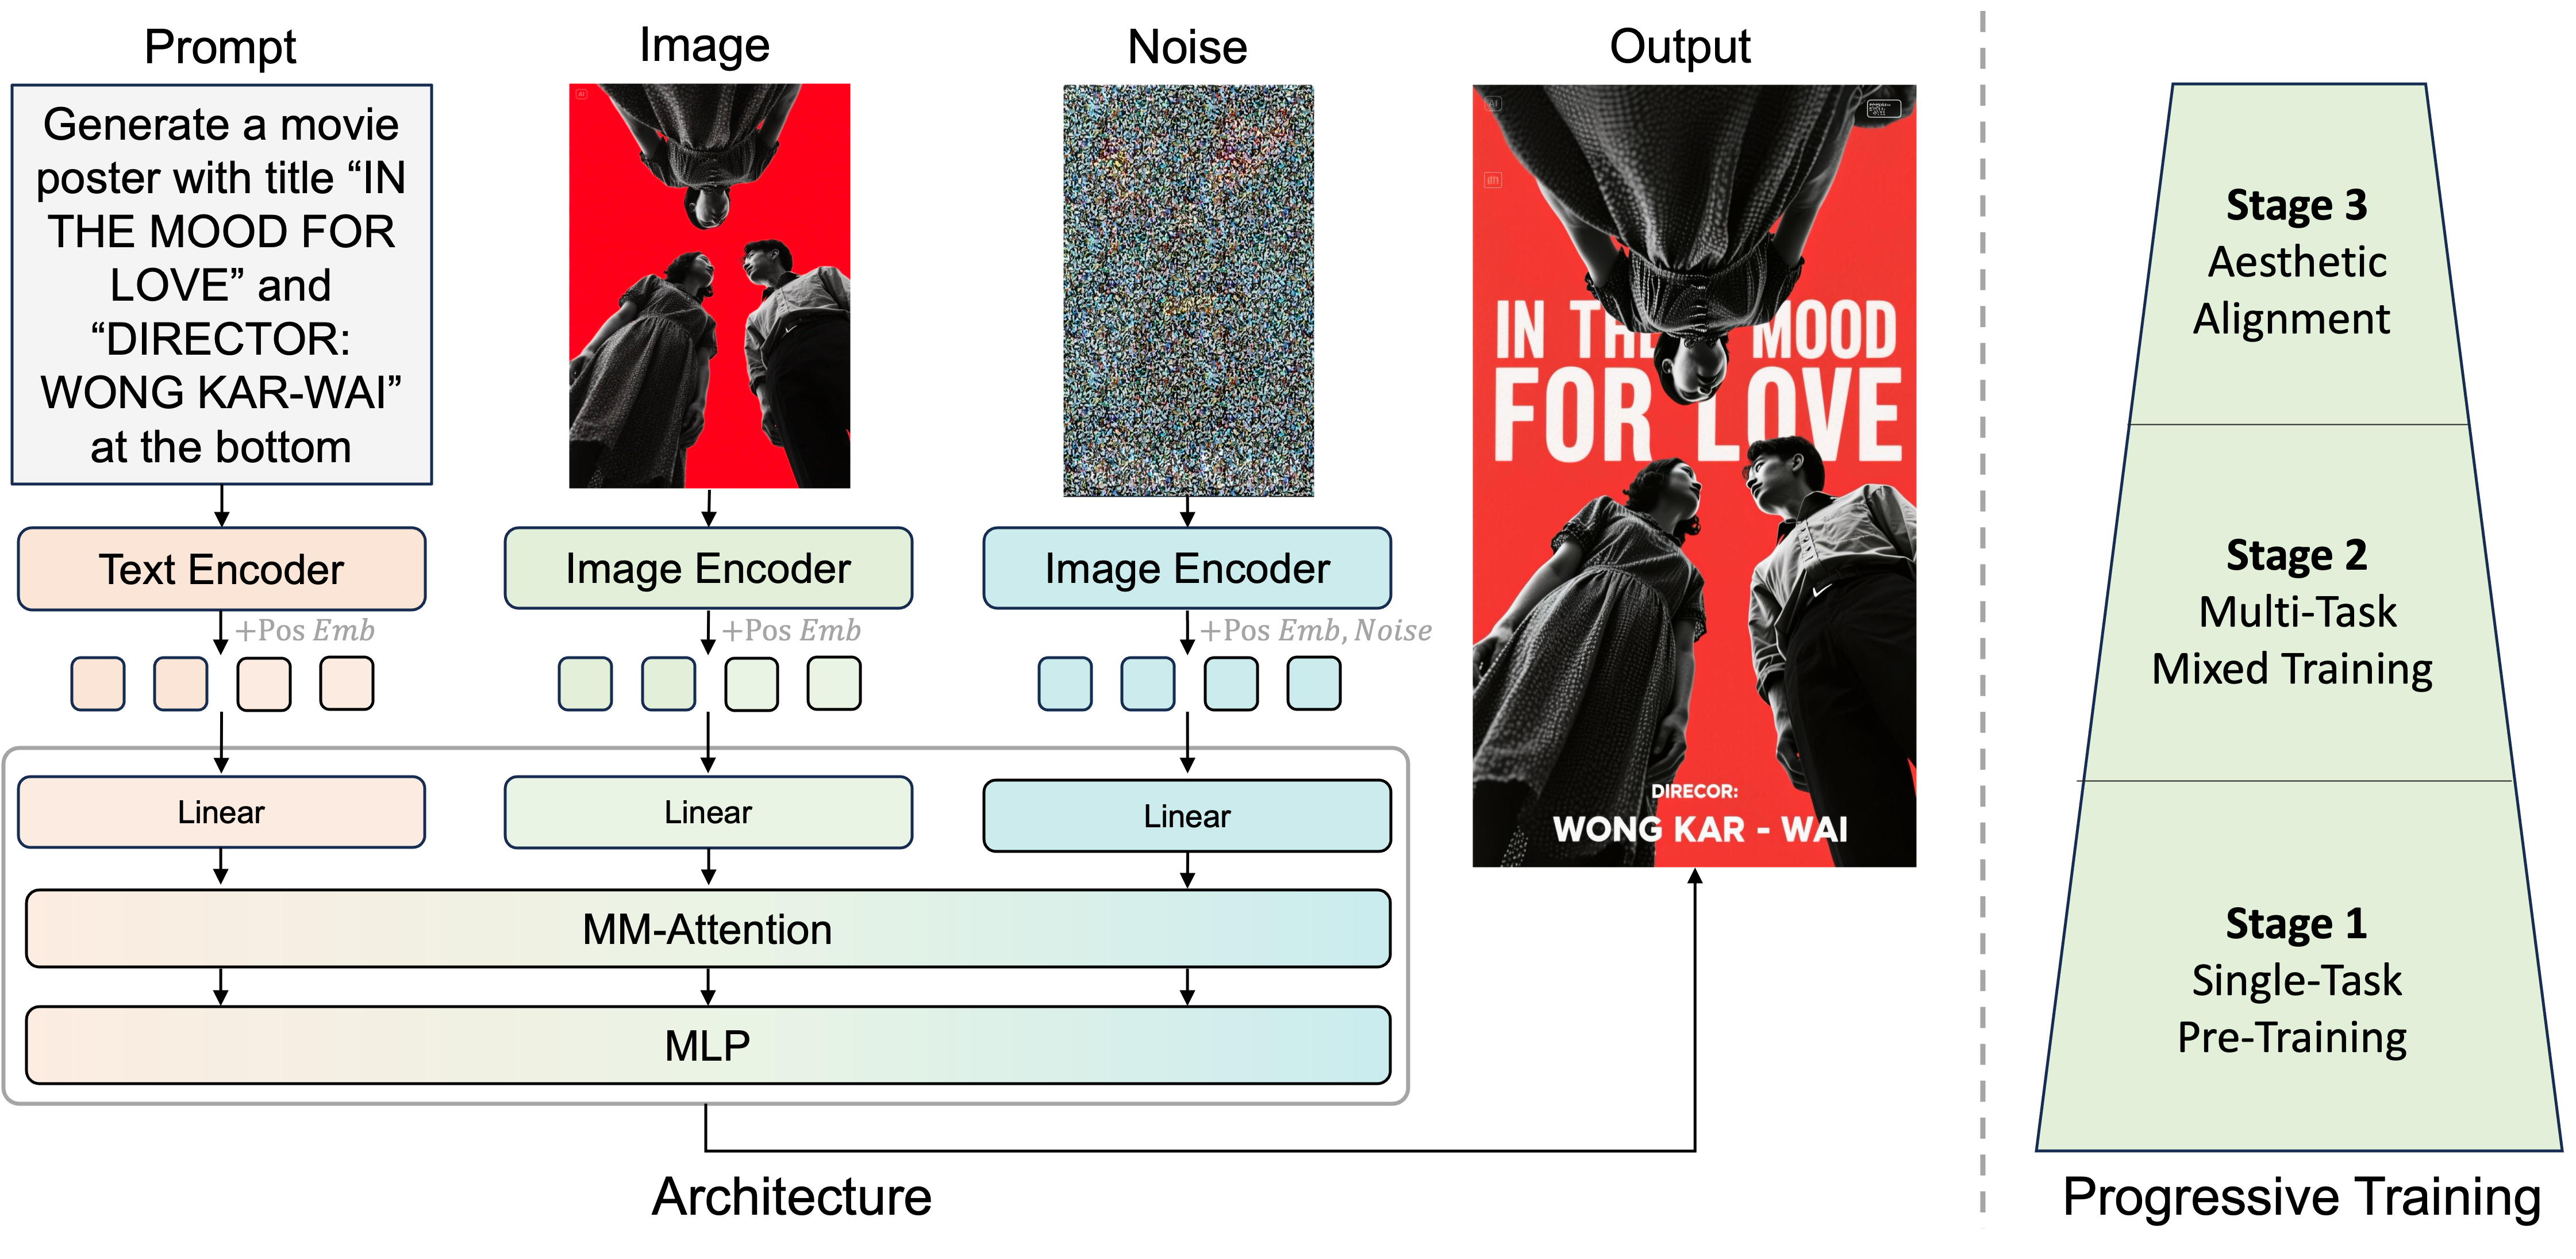 Prompt
Generate a movie
poster with title “IN
THE MOOD FOR
LOVE” and
“DIRECTOR:
WONG KAR-WAI”
at the bottom
Text Encoder
+Pos Emb
Linear
Image
AI
Image Encoder
+Pos Emb
Linear
Noise
Image Encoder
+Pos Emb, Noise
Linear
MM-Attention
MLP
Architecture
Output
AI
IN THE MOOD
FOR LOVE
DIRECOR:
WONG KAR - WAI
Stage 3
Aesthetic
Alignment
Stage 2
Multi-Task
Mixed Training
Stage 1
Single-Task
Pre-Training
Progressive Training